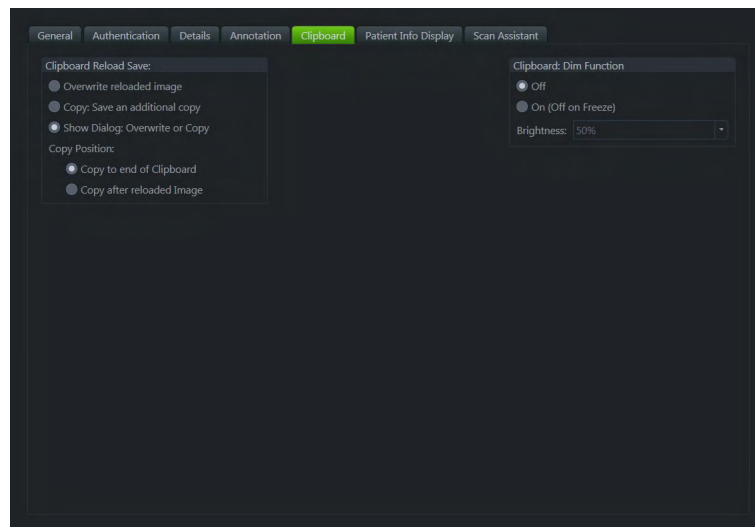 General Authentication Details Annotation Clipboard Patient Info Display Scan Assistant
Clipboard Reload Save:
Overwrite reloaded image
Copy: Save an additional copy
Show Dialog: Overwrite or Copy
Copy Position:
Copy to end of Clipboard
Copy after reloaded Image
Clipboard: Dim Function
Off
On (Off on Freeze)
Brightness: 50%